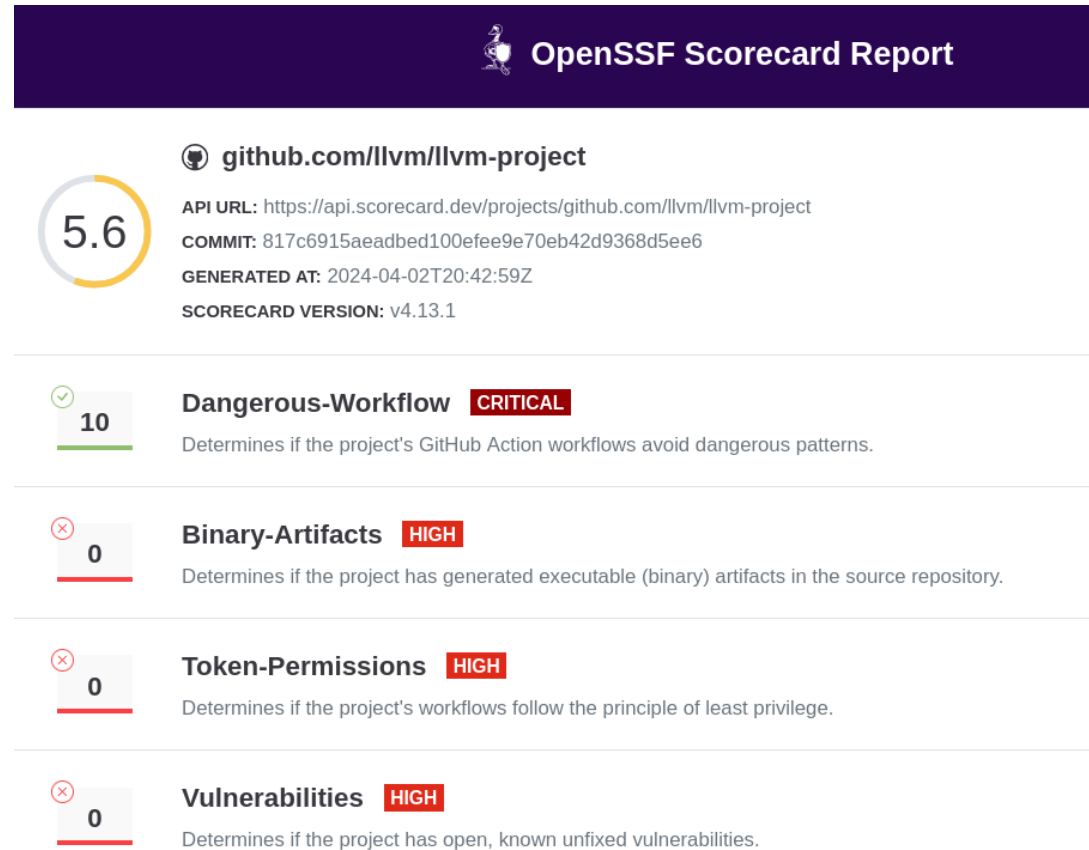 OpenSSF Scorecard Report
github.com/llvm/llvm-project
5.6
API URL: https://api.scorecard.dev/projects/github.com/llvm/llvm-project
COMMIT: 817c6915aeadbed100efee9e70eb42d9368d5ee6
GENERATED AT: 2024-04-02T20:42:59Z
SCORECARD VERSION: v4.13.1
10
Dangerous-Workflow CRITICAL
Determines if the project's GitHub Action workflows avoid dangerous patterns.
0
Binary-Artifacts HIGH
Determines if the project has generated executable (binary) artifacts in the source repository.
0
Token-Permissions HIGH
Determines if the project's workflows follow the principle of least privilege.
0
Vulnerabilities HIGH
Determines if the project has open, known unfixed vulnerabilities.